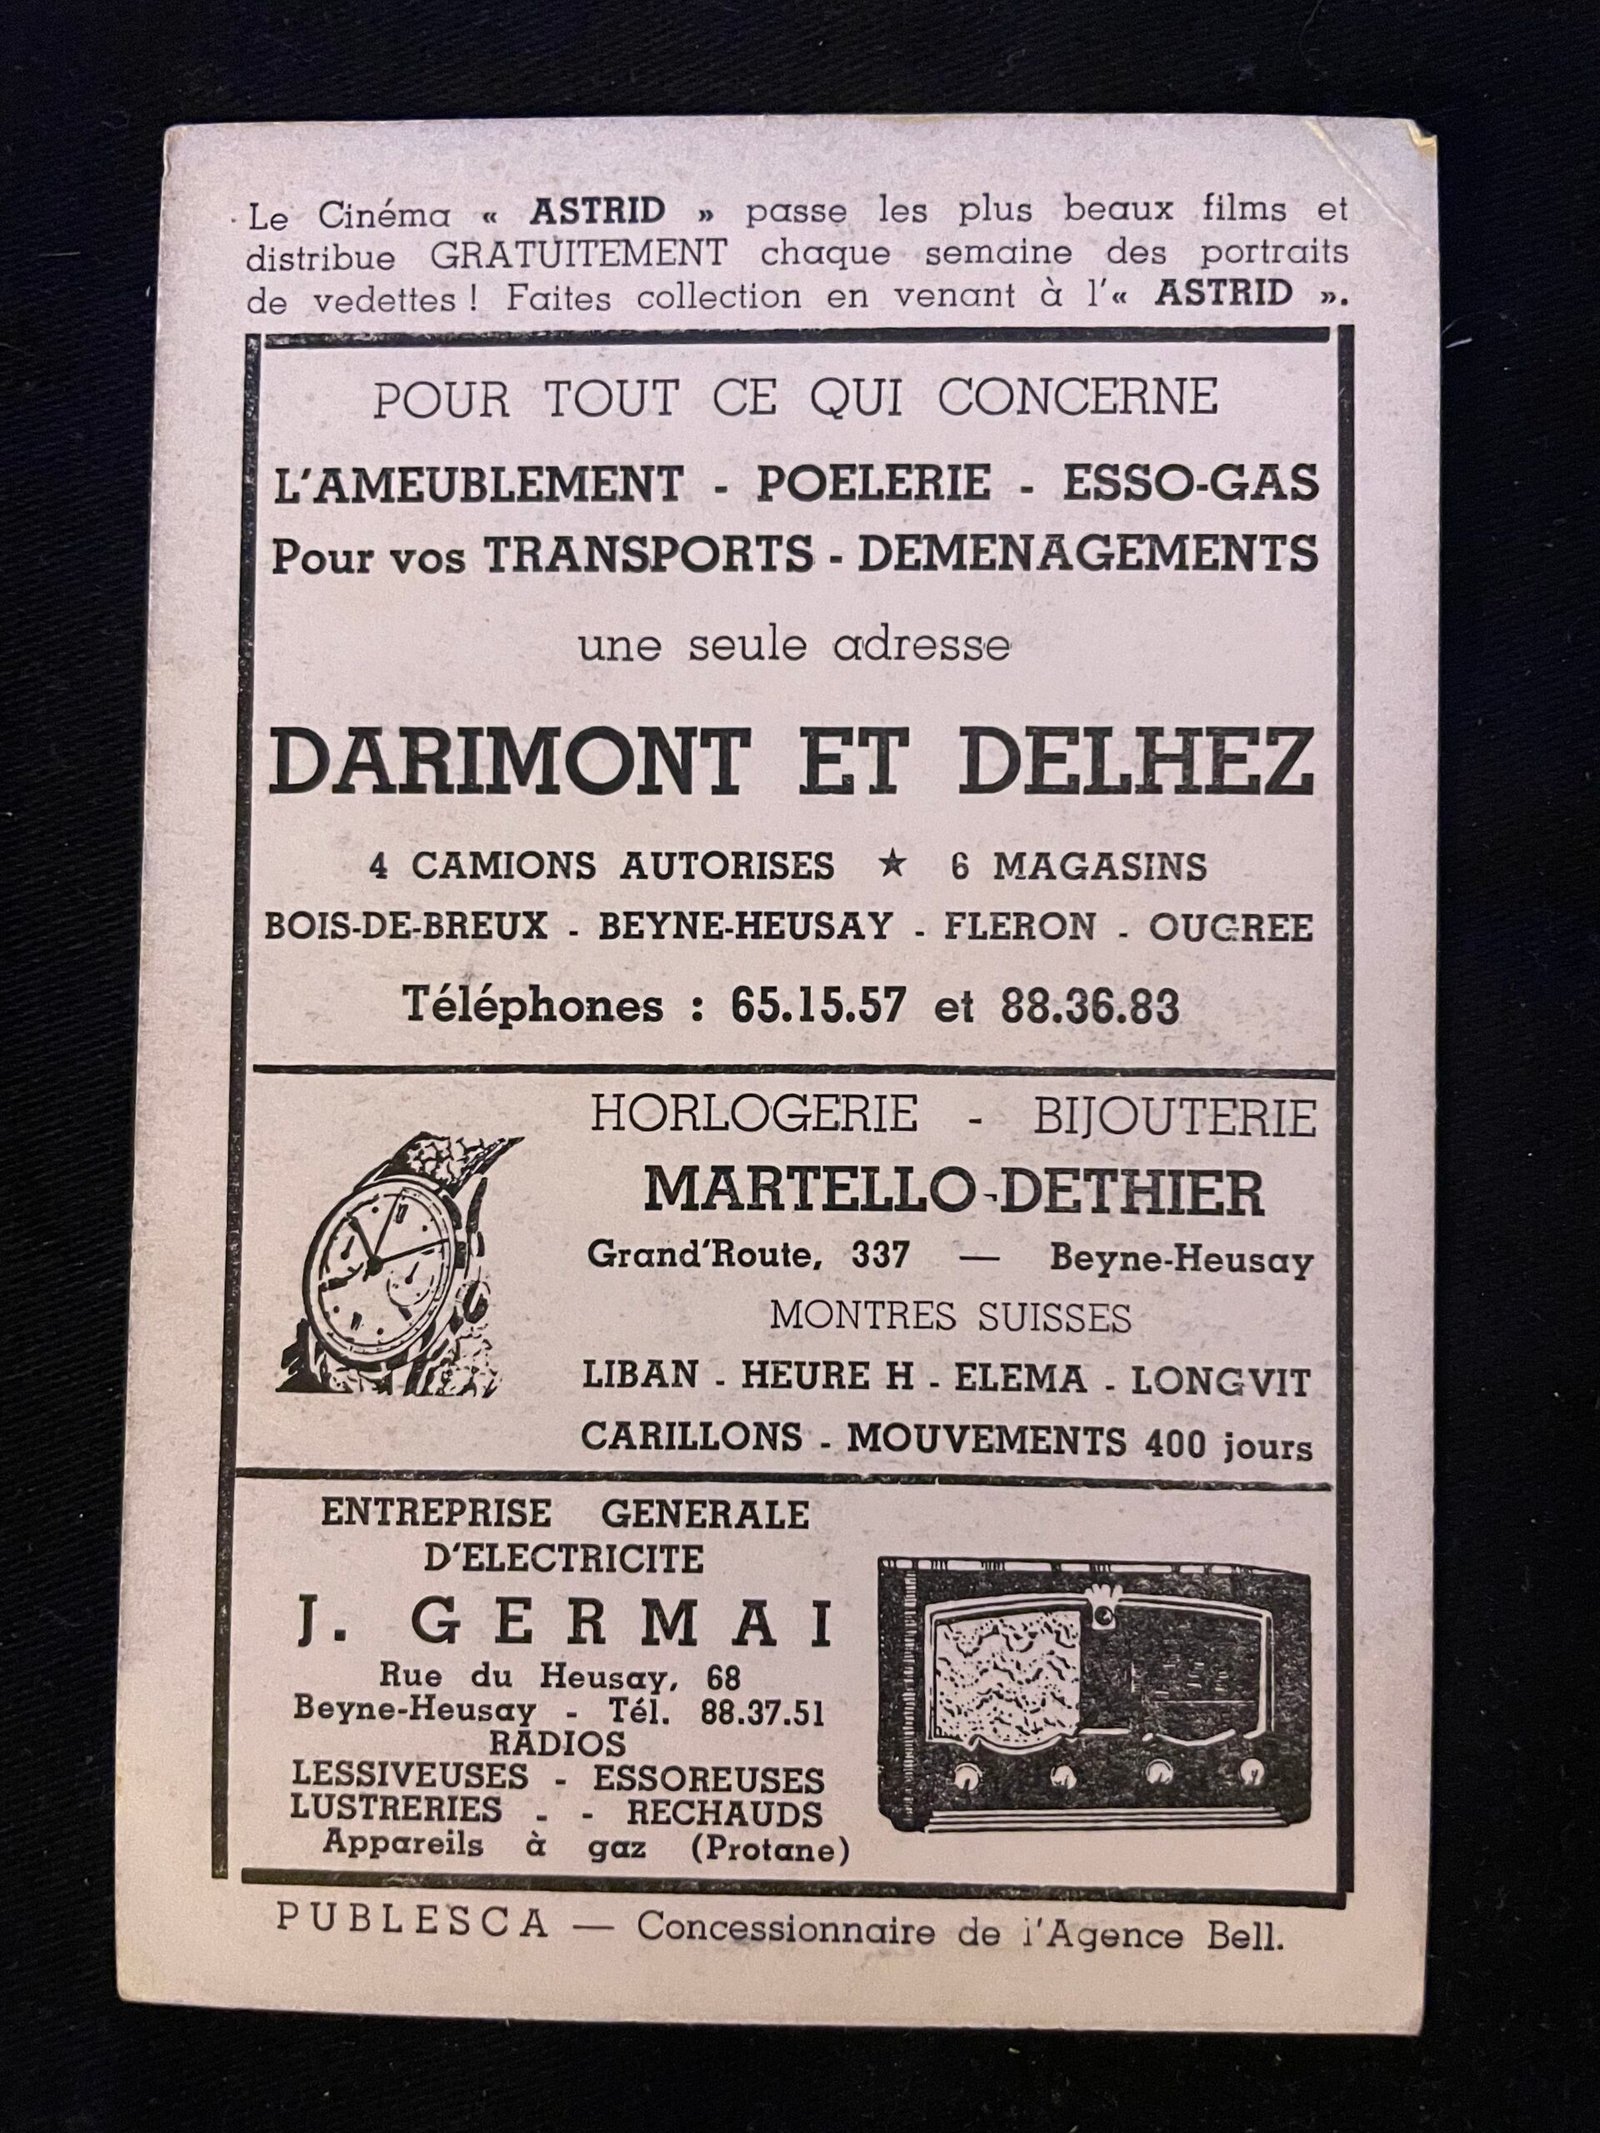 Le Cinéma « ASTRID » passe les plus beaux films et
distribue GRATUITEMENT chaque semaine des portraits
de vedettes ! Faites collection en venant à l'« ASTRID ».
POUR TOUT CE QUI CONCERNE
L'AMEUBLEMENT - POELERIE - ESSO-GAS
Pour vos TRANSPORTS - DEMENAGEMENTS
une seule adresse
DARIMONT ET DELHEZ
4 CAMIONS AUTORISES ★ 6 MAGASINS
BOIS-DE-BREUX - BEYNE-HEUSAY - FLERON - OUGREE
Téléphones : 65.15.57 et 88.36.83
HORLOGERIE - BIJOUTERIE
MARTELLO-DETHIER
Grand'Route, 337 — Beyne-Heusay
MONTRES SUISSES
LIBAN - HEURE H - ELEMA - LONGVIT
CARILLONS - MOUVEMENTS 400 jours
ENTREPRISE GENERALE
D'ELECTRICITE
J. GERMAI
Rue du Heusay, 68
Beyne-Heusay - Tél. 88.37.51
RADIOS
LESSIVEUSES - ESSOREUSES
LUSTRERIES - - RECHAUDS
Appareils à gaz (Protane)
PUBLESCA — Concessionnaire de l'Agence Bell.